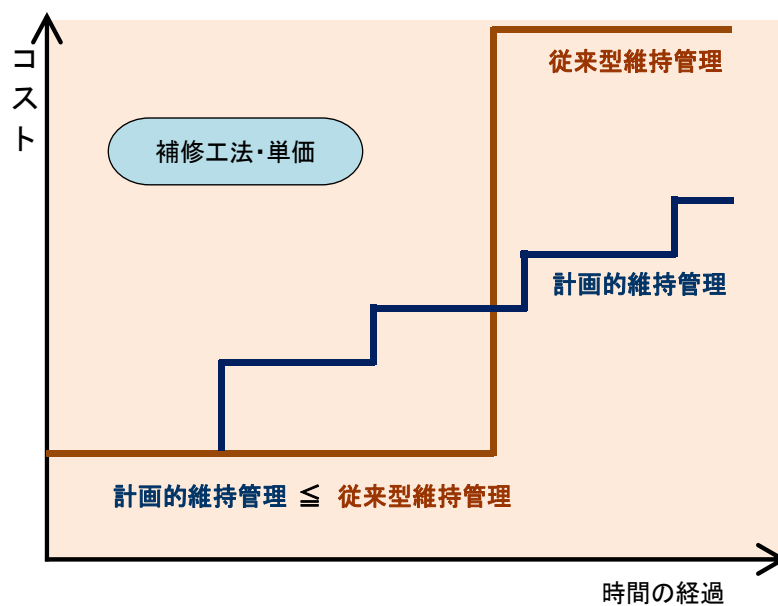 コスト
従来型維持管理
補修工法・単価
計画的維持管理
計画的維持管理 ≦ 従来型維持管理
時間の経過